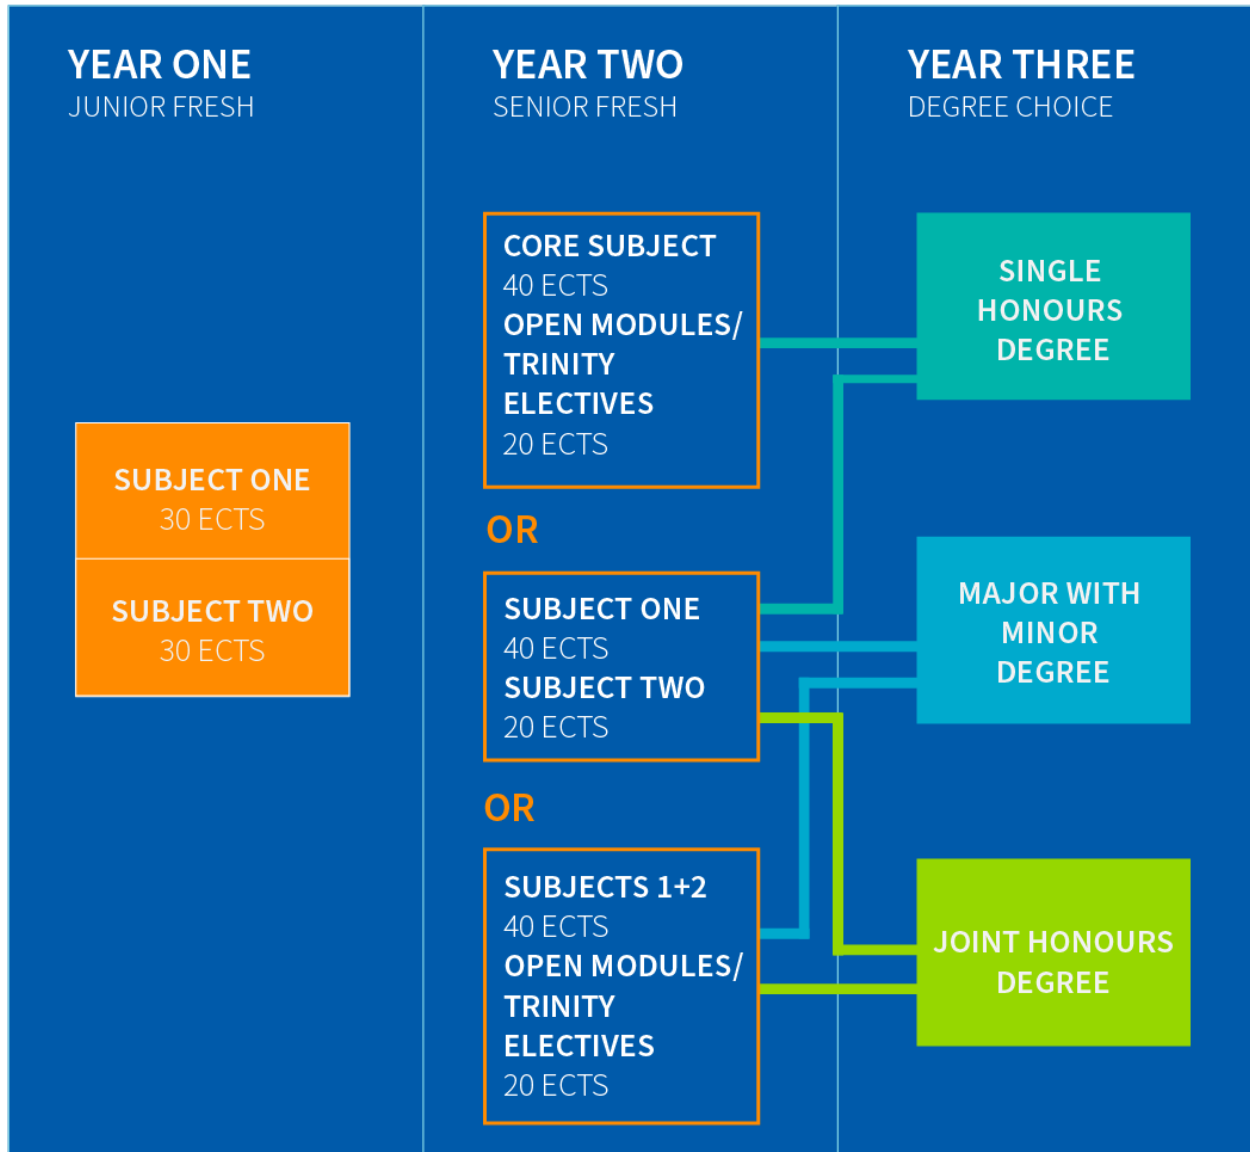 YEAR ONE
JUNIOR FRESH
SUBJECT ONE
30 ECTS
SUBJECT TWO
30 ECTS
YEAR TWO
SENIOR FRESH
CORE SUBJECT
40 ECTS
OPEN MODULES/
TRINITY
ELECTIVES
20 ECTS
OR
SUBJECT ONE
40 ECTS
SUBJECT TWO
20 ECTS
OR
SUBJECTS 1+2
40 ECTS
OPEN MODULES/
TRINITY
ELECTIVES
20 ECTS
YEAR THREE
DEGREE CHOICE
SINGLE
HONOURS
DEGREE
MAJOR WITH
MINOR
DEGREE
JOINT HONOURS
DEGREE